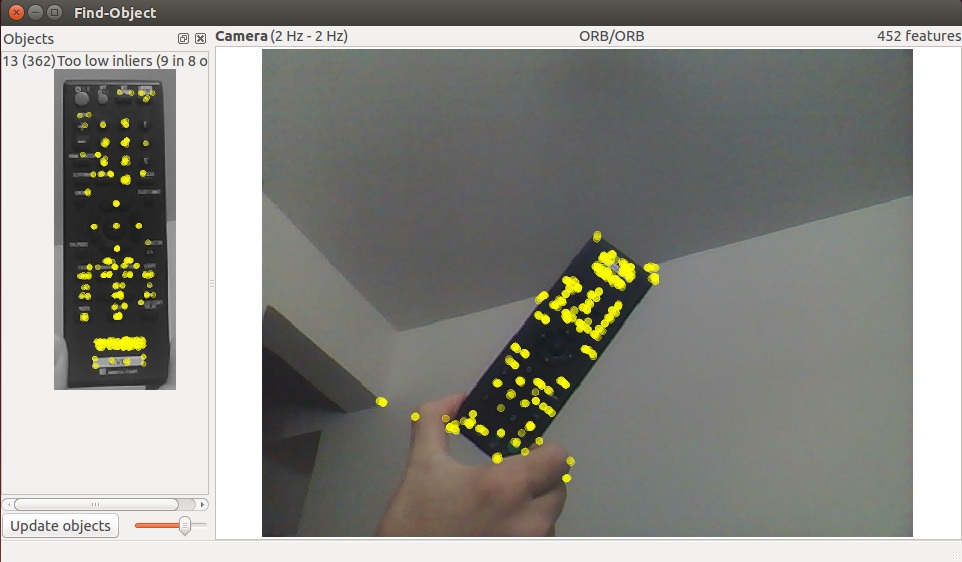 Find-Object
Objects
Camera (2 Hz - 2 Hz)
ORB/ORB
452 features
13 (362)Too low inliers (9 in 8 o
Update objects